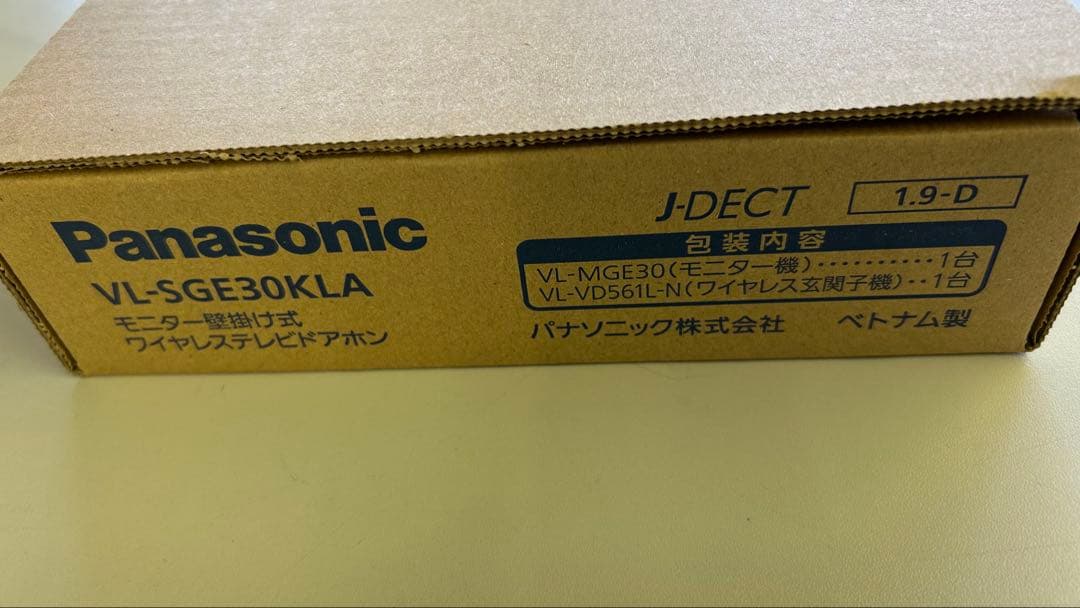 Panasonic
VL-SGE30KLA
モニター壁掛け式
ワイヤレステレビドアホン
J-DECT 1.9-D
包装内容
VL-MGE30(モニター機)··········1台
VL-VD561L-N(ワイヤレス玄関子機)··1台
パナソニック株式会社 ベトナム製